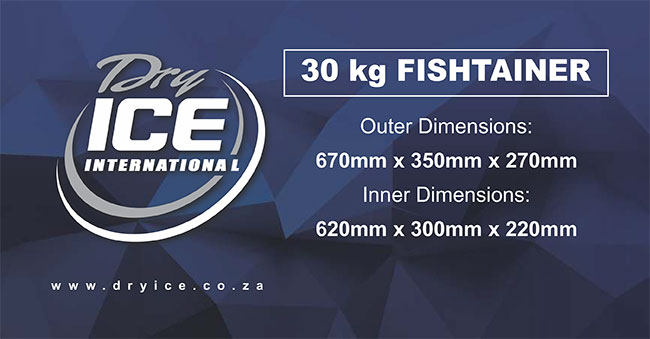 Dry
ICE
INTERNATIONAL
www.dryice.co.za
30 kg FISHTAINER
Outer Dimensions:
670mm x 350mm x 270mm
Inner Dimensions:
620mm x 300mm x 220mm